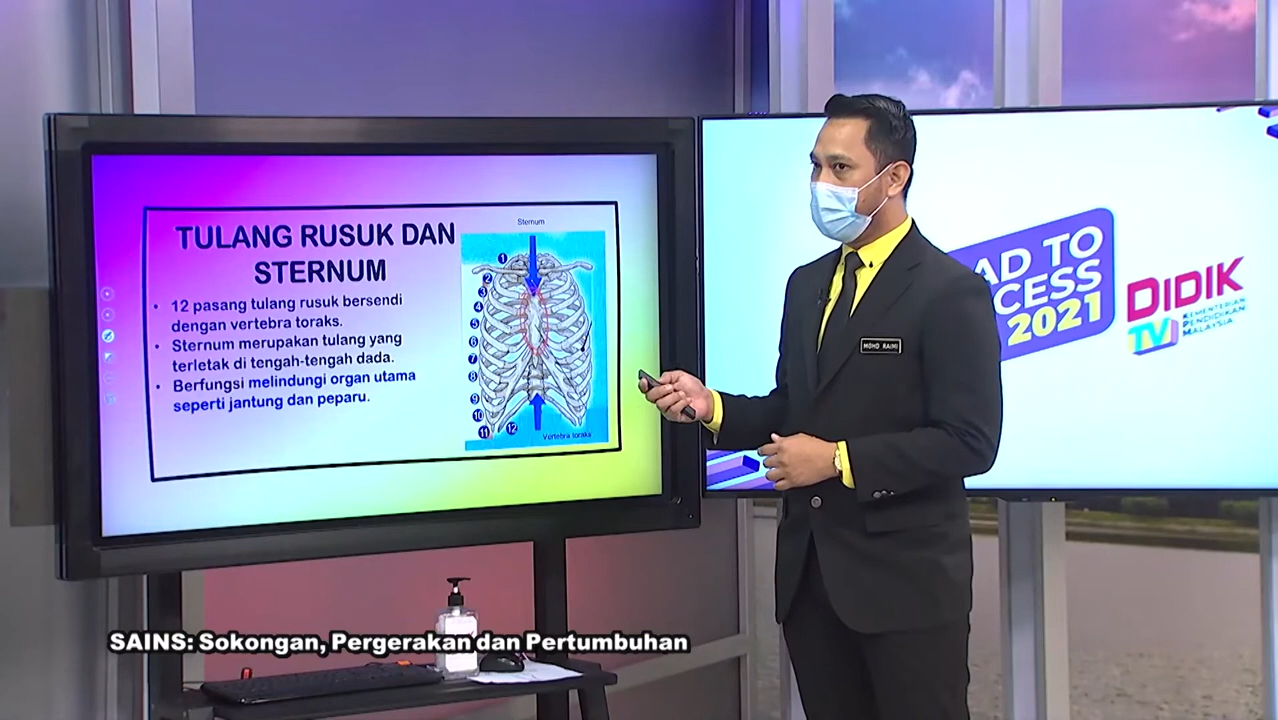 TULANG RUSUK DAN
STERNUM
• 12 pasang tulang rusuk bersendi
dengan vertebra toraks.
• Sternum merupakan tulang yang
terletak di tengah-tengah dada.
• Berfungsi melindungi organ utama
seperti jantung dan peparu.
Sternum
1
2
3
4
5
6
7
8
9
10
11
12
Vertebra toraks
AD TO
CESS
2021
DIDIK
TV
KEMENTERIAN
PENDIDIKAN
MALAYSIA
MOHD RAIMI
SAINS: Sokongan, Pergerakan dan Pertumbuhan